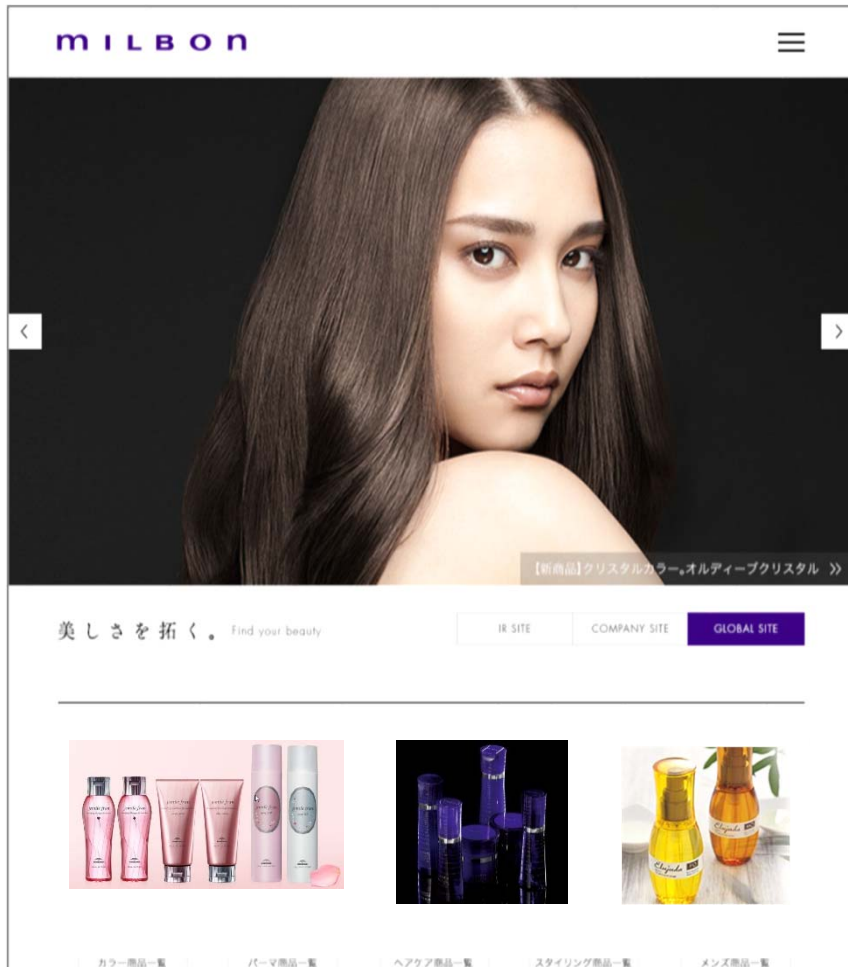 MILBON
【新商品】クリスタルカラー。オルディーブクリスタル
美しさを拓く。 Find your beauty
IR SITE COMPANY SITE GLOBAL SITE
カラー商品一覧 パーマ商品一覧 ヘアケア商品一覧 スタイリング商品一覧 メンズ商品一覧